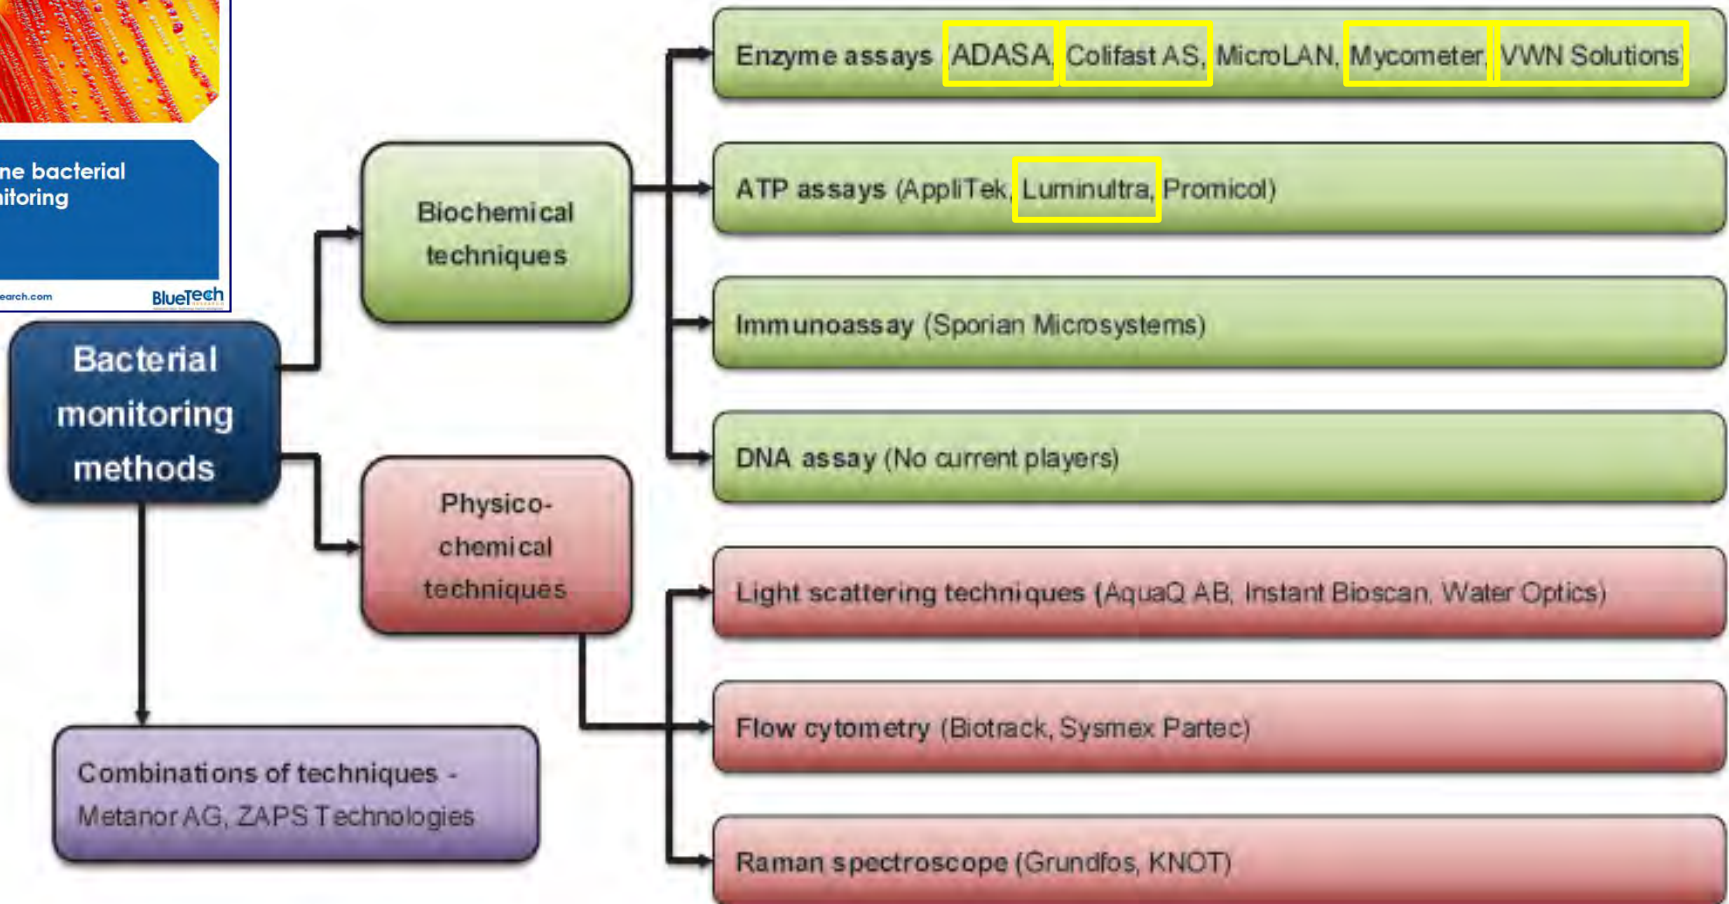 ne bacterial
nitoring
earch.com
BlueTech
Bacterial
monitoring
methods
Biochemical
techniques
Physico-
chemical
techniques
Combinations of techniques -
Metanor AG, ZAPS Technologies
Enzyme assays (ADASA, Colifast AS, MicroLAN, Mycometer, VWN Solutions)
ATP assays (AppliTek, Luminultra, Promicol)
Immunoassay (Sporian Microsystems)
DNA assay (No current players)
Light scattering techniques (AquaQ AB, Instant Bioscan, Water Optics)
Flow cytometry (Biotrack, Sysmex Partec)
Raman spectroscope (Grundfos, KNOT)